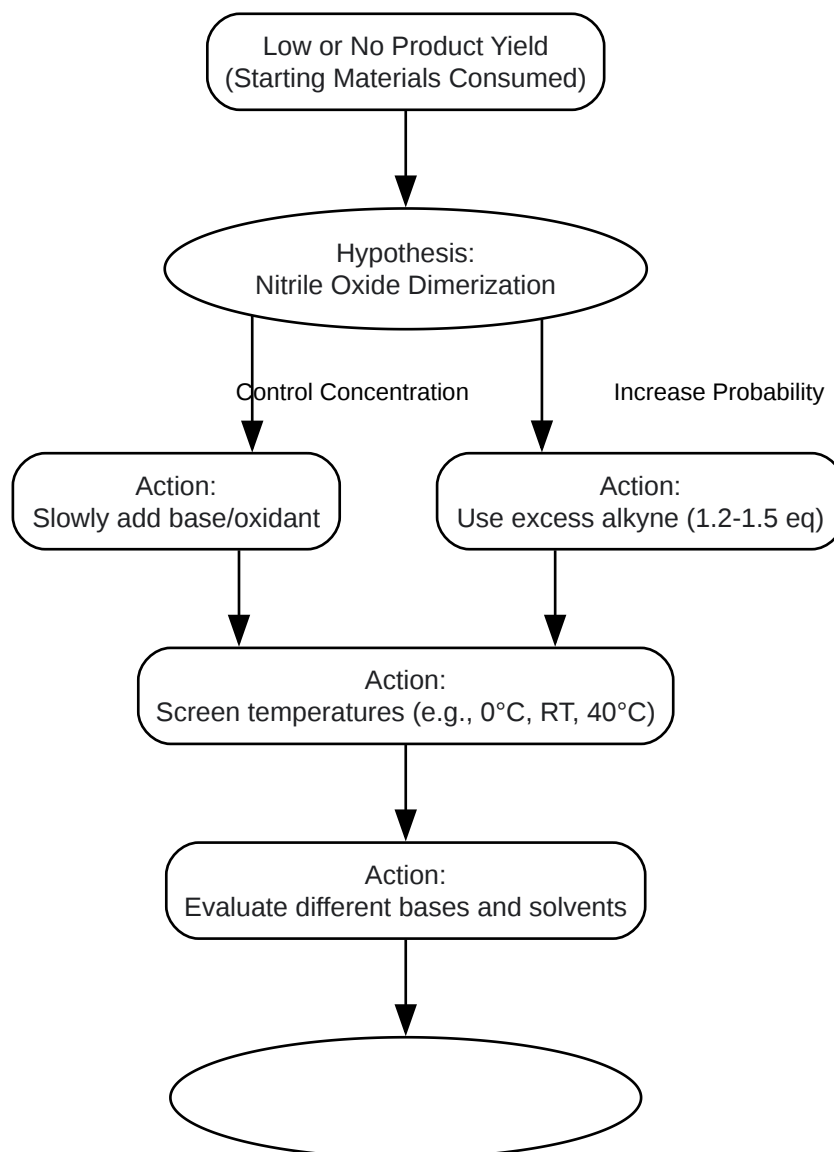 Low or No Product Yield
(Starting Materials Consumed)
Hypothesis:
Nitrile Oxide Dimerization
Control Concentration
Increase Probability
Action:
Slowly add base/oxidant
Action:
Use excess alkyne (1.2-1.5 eq)
Action:
Screen temperatures (e.g., 0°C, RT, 40°C)
Action:
Evaluate different bases and solvents